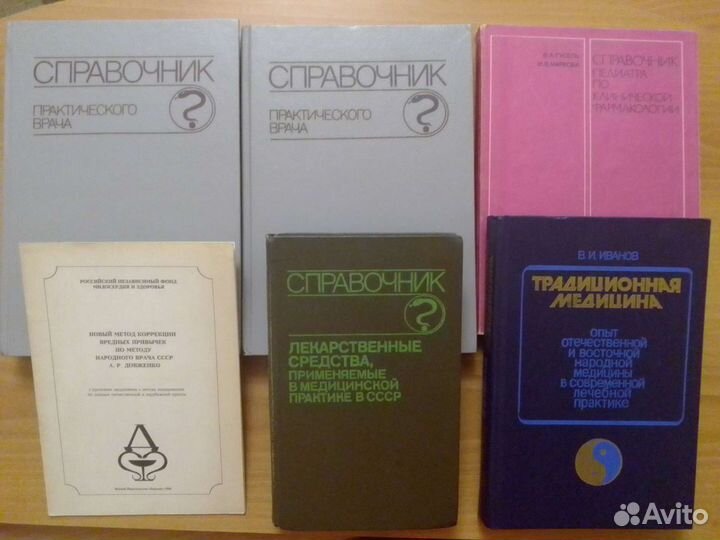 СПРАВОЧНИК
ПРАКТИЧЕСКОГО
ВРАЧА
СПРАВОЧНИК
ПРАКТИЧЕСКОГО
ВРАЧА
В.А.ГУСЕЛЬ
И.В.МАРКОВА
СПРАВОЧНИК
ПЕДИАТРА
ПО
КЛИНИЧЕСКОЙ
ФАРМАКОЛОГИИ
РОССИЙСКИЙ НЕЗАВИСИМЫЙ ФОНД
МИЛОСЕРДИЯ И ЗДОРОВЬЯ
НОВЫЙ МЕТОД КОРРЕКЦИИ
ВРЕДНЫХ ПРИВЫЧЕК
ПО МЕТОДУ
НАРОДНОГО ВРАЧА СССР
А. Р. ДОВЖЕНКО
СПРАВОЧНИК
ЛЕКАРСТВЕННЫЕ
СРЕДСТВА,
ПРИМЕНЯЕМЫЕ
В МЕДИЦИНСКОЙ
ПРАКТИКЕ В СССР
В. И. ИВАНОВ
ТРАДИЦИОННАЯ
МЕДИЦИНА
ОПЫТ
ОТЕЧЕСТВЕННОЙ
И ВОСТОЧНОЙ
НАРОДНОЙ
МЕДИЦИНЫ
В СОВРЕМЕННОЙ
ЛЕЧЕБНОЙ
ПРАКТИКЕ
Avito